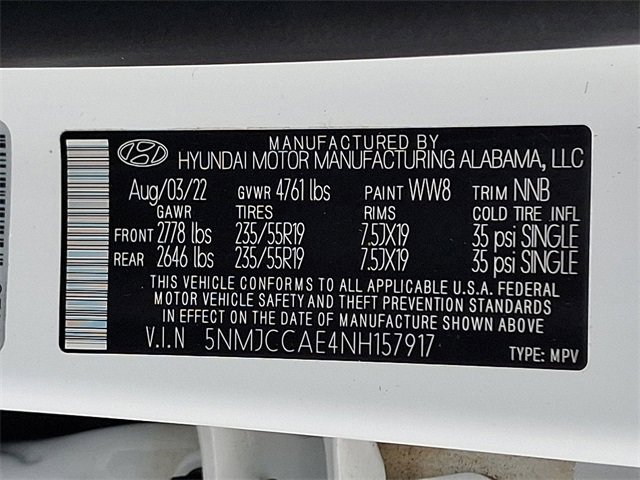 MANUFACTURED BY
HYUNDAI MOTOR MANUFACTURING ALABAMA, LLC
Aug/03/22 GVWR 4761 lbs PAINT WW8 TRIM NNB
GAWR TIRES RIMS COLD TIRE INFL
FRONT 2778 lbs 235/55R19 7.5JX19 35 psi SINGLE
REAR 2646 lbs 235/55R19 7.5JX19 35 psi SINGLE
THIS VEHICLE CONFORMS TO ALL APPLICABLE U.S.A. FEDERAL
MOTOR VEHICLE SAFETY AND THEFT PREVENTION STANDARDS
IN EFFECT ON THE DATE OF MANUFACTURE SHOWN ABOVE
V.I.N 5NMJCCAE4NH157917 TYPE: MPV